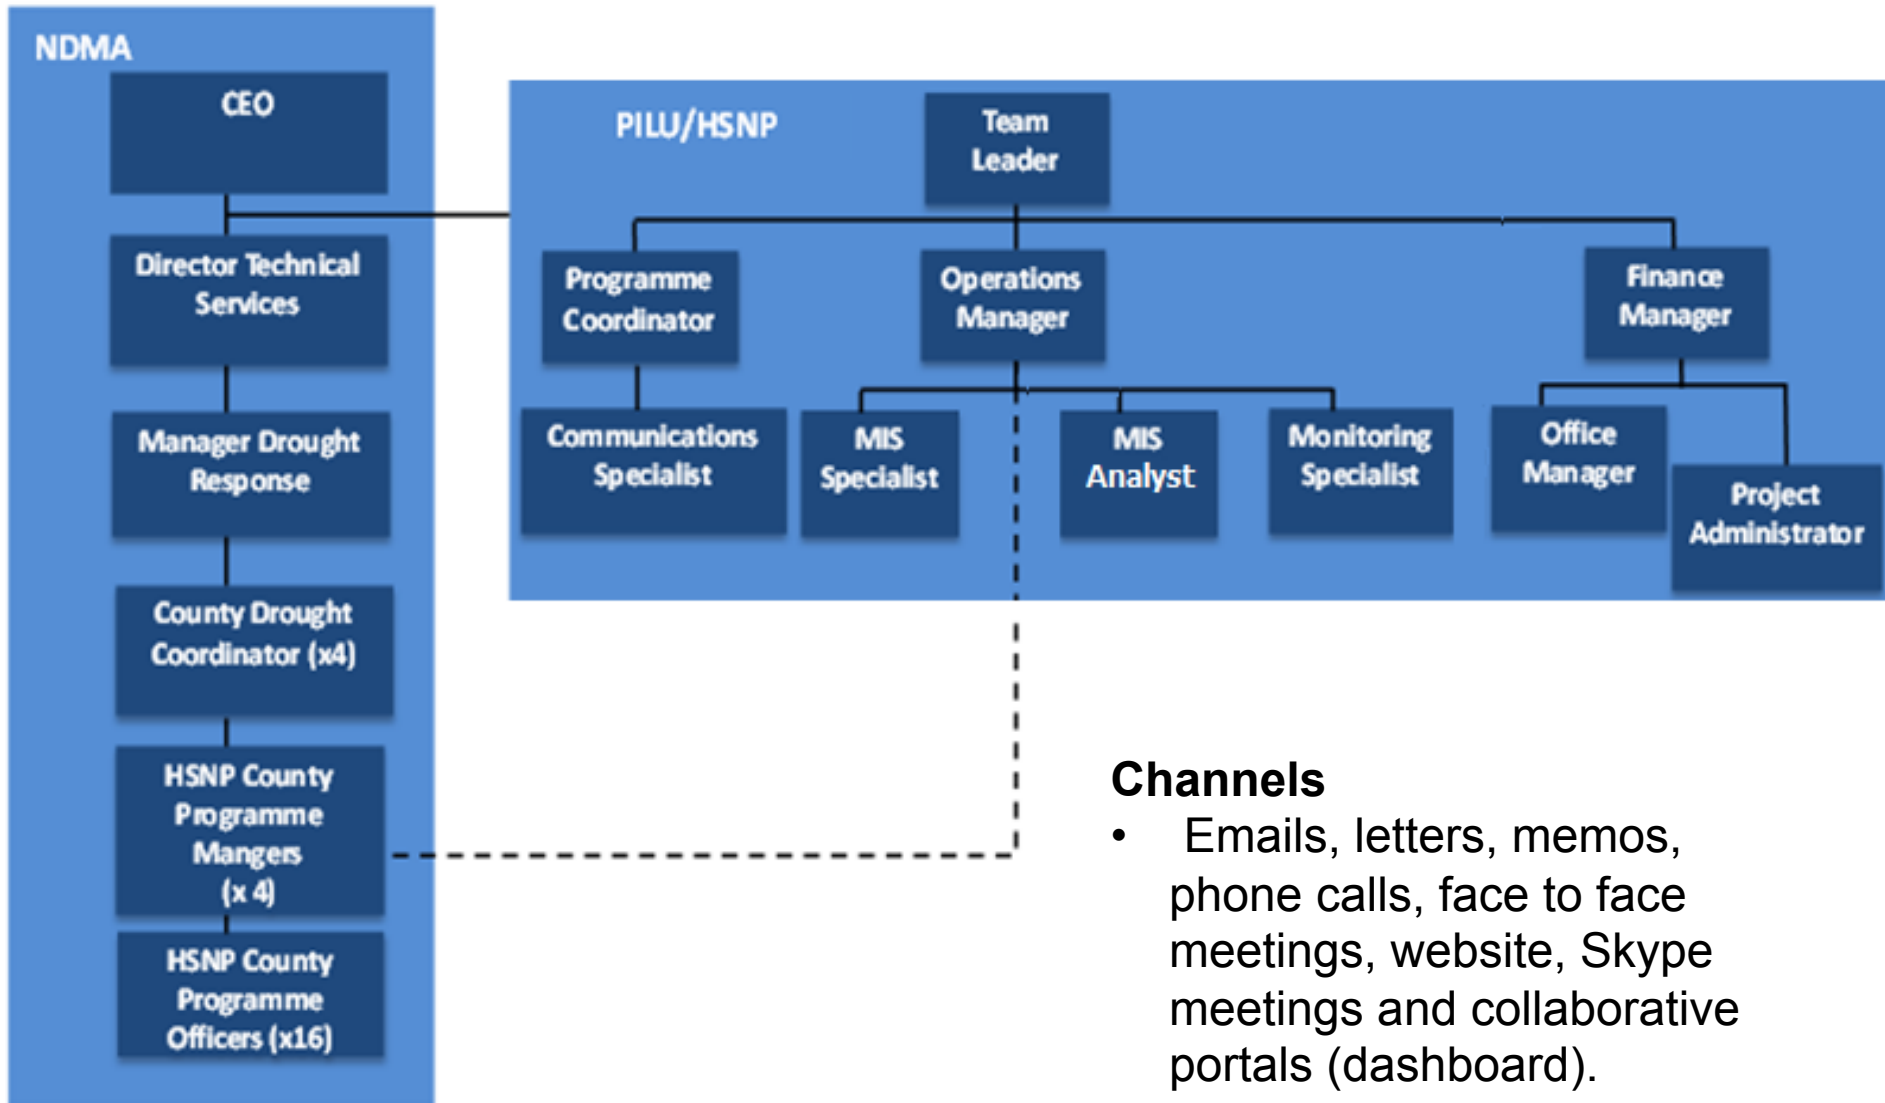 NDMA
CEO
Director Technical
Services
Manager Drought
Response
County Drought
Coordinator (x4)
HSNP County
Programme
Mangers
(x 4)
HSNP County
Programme
Officers (x16)
PILU/HSNP
Team
Leader
Programme
Coordinator
Operations
Manager
Finance
Manager
Communications
Specialist
MIS
Specialist
MIS
Analyst
Monitoring
Specialist
Office
Manager
Project
Administrator
Channels
• Emails, letters, memos,
phone calls, face to face
meetings, website, Skype
meetings and collaborative
portals (dashboard).